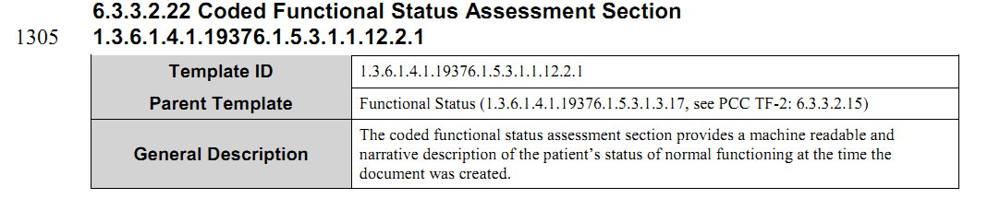 6.3.3.2.22 Coded Functional Status Assessment Section
1305 1.3.6.1.4.1.19376.1.5.3.1.1.12.2.1
Template ID 1.3.6.1.4.1.19376.1.5.3.1.1.12.2.1
Parent Template Functional Status (1.3.6.1.4.1.19376.1.5.3.1.3.17, see PCC TF-2: 6.3.3.2.15)
General Description
The coded functional status assessment section provides a machine readable and
narrative description of the patient’s status of normal functioning at the time the
document was created.